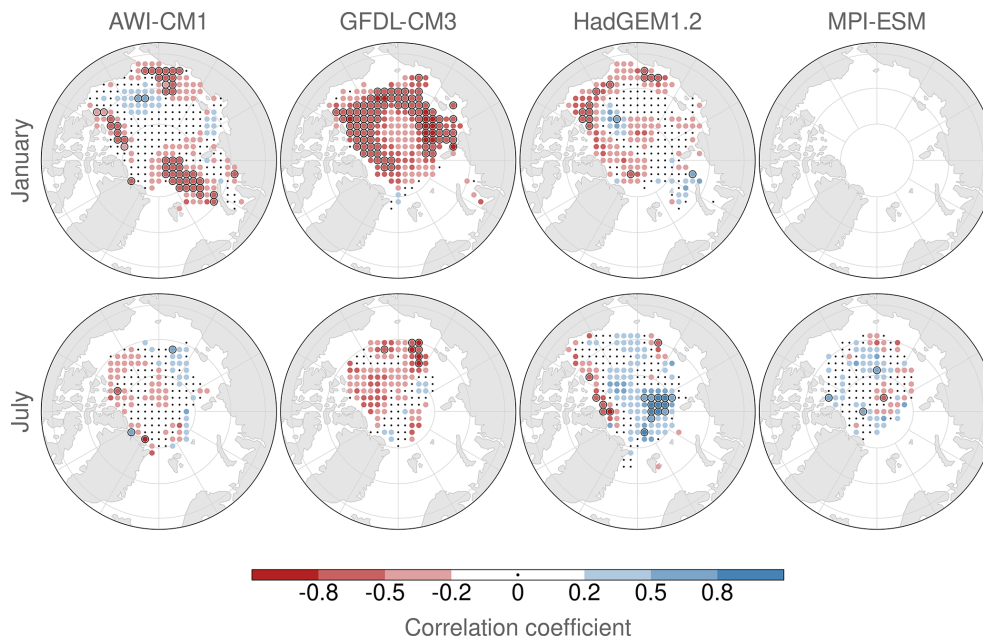 AWI-CM1 GFDL-CM3 HadGEM1.2 MPI-ESM
January
July
-0.8 -0.5 -0.2 0 0.2 0.5 0.8
Correlation coefficient